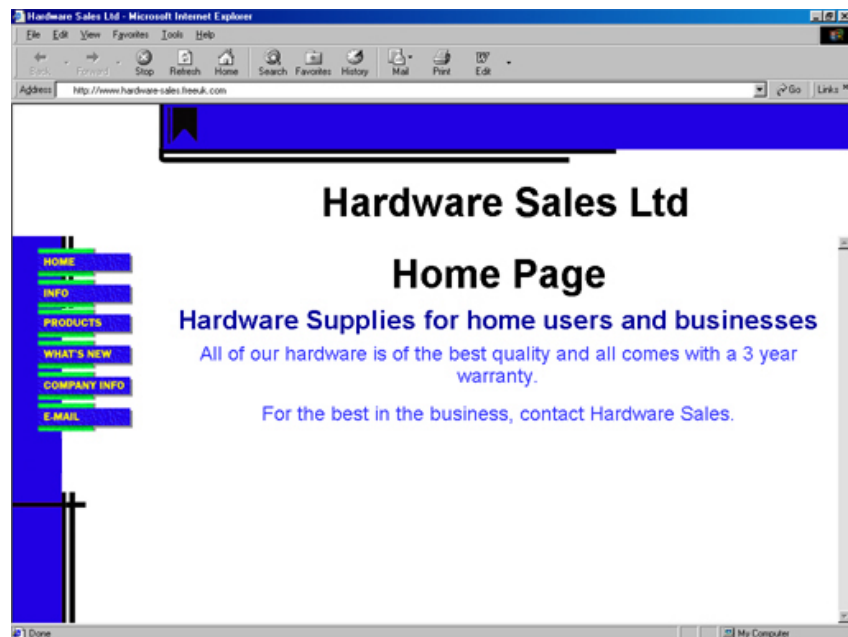 Hardware Sales Ltd - Microsoft Internet Explorer
File Edit View Favorites Tools Help
Back Forward Stop Refresh Home Search Favorites History Mail Print Edit
Address http://www.hardware-sales.freeuk.com Go Links
Hardware Sales Ltd
Home Page
Hardware Supplies for home users and businesses
All of our hardware is of the best quality and all comes with a 3 year
warranty.
For the best in the business, contact Hardware Sales.
HOME
INFO
PRODUCTS
WHAT'S NEW
COMPANY INFO
E-MAIL
Done My Computer